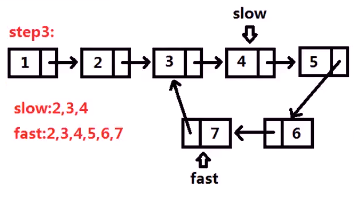 slow
step3:
1 2 3 4 5
slow:2,3,4
fast:2,3,4,5,6,7
7 6
fast